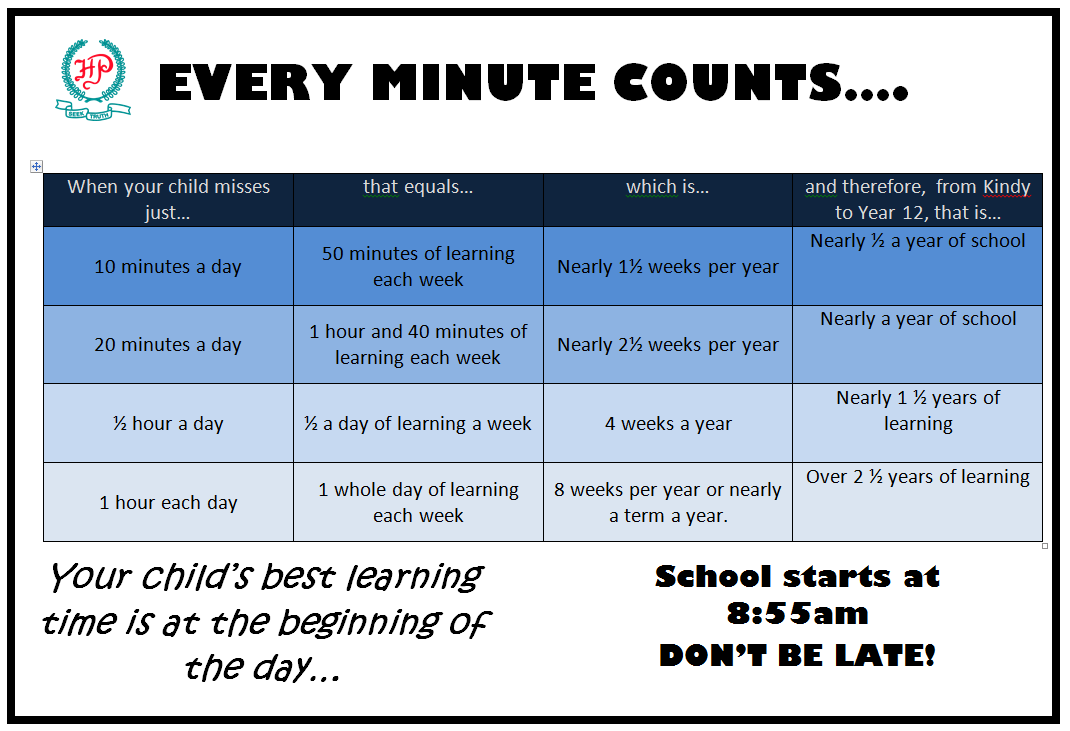 HP
SEEK TRUTH
EVERY MINUTE COUNTS....
When your child misses
just...
that equals...
which is...
and therefore,  from Kindy
to Year 12, that is...
10 minutes a day
50 minutes of learning
each week
Nearly 1½ weeks per year
Nearly ½ a year of school
20 minutes a day
1 hour and 40 minutes of
learning each week
Nearly 2½ weeks per year
Nearly a year of school
½ hour a day
½ a day of learning a week
4 weeks a year
Nearly 1 ½ years of
learning
1 hour each day
1 whole day of learning
each week
8 weeks per year or nearly
a term a year.
Over 2 ½ years of learning
Your child's best learning
time is at the beginning of
the day...
School starts at
8:55am
DON'T BE LATE!